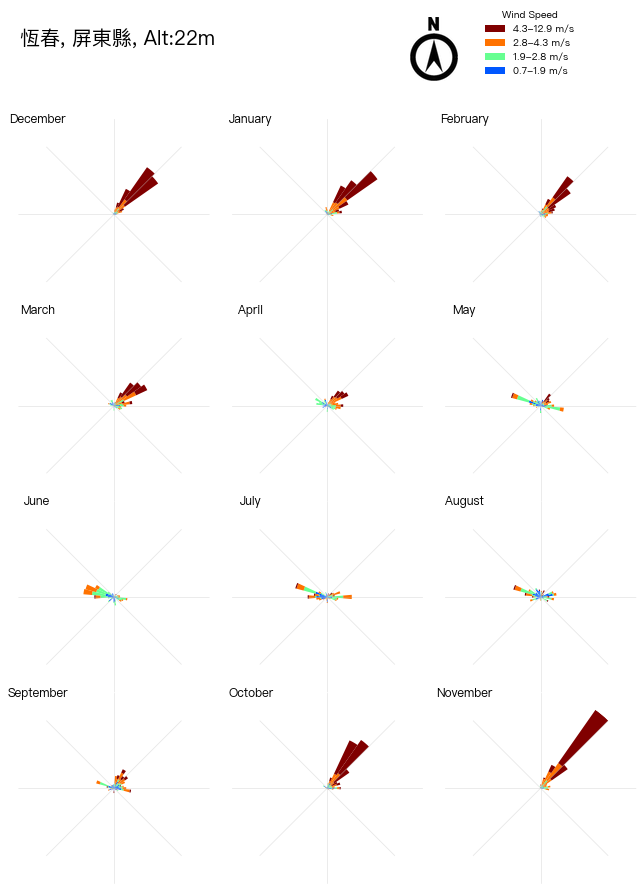 恆春, 屏東縣, Alt:22m
N
Wind Speed
4.3–12.9 m/s
2.8–4.3 m/s
1.9–2.8 m/s
0.7–1.9 m/s
December
January
February
March
April
May
June
July
August
September
October
November